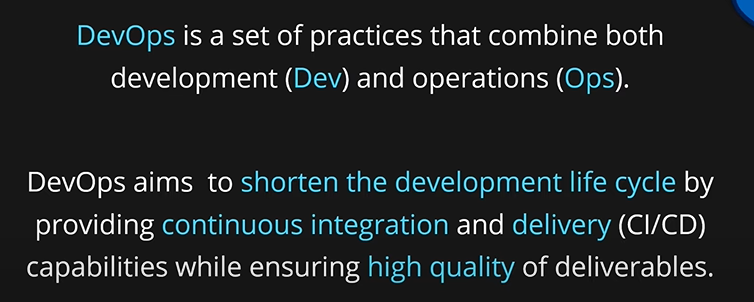 DevOps is a set of practices that combine both
development (Dev) and operations (Ops).
DevOps aims  to shorten the development life cycle by
providing continuous integration and delivery (CI/CD)
capabilities while ensuring high quality of deliverables.